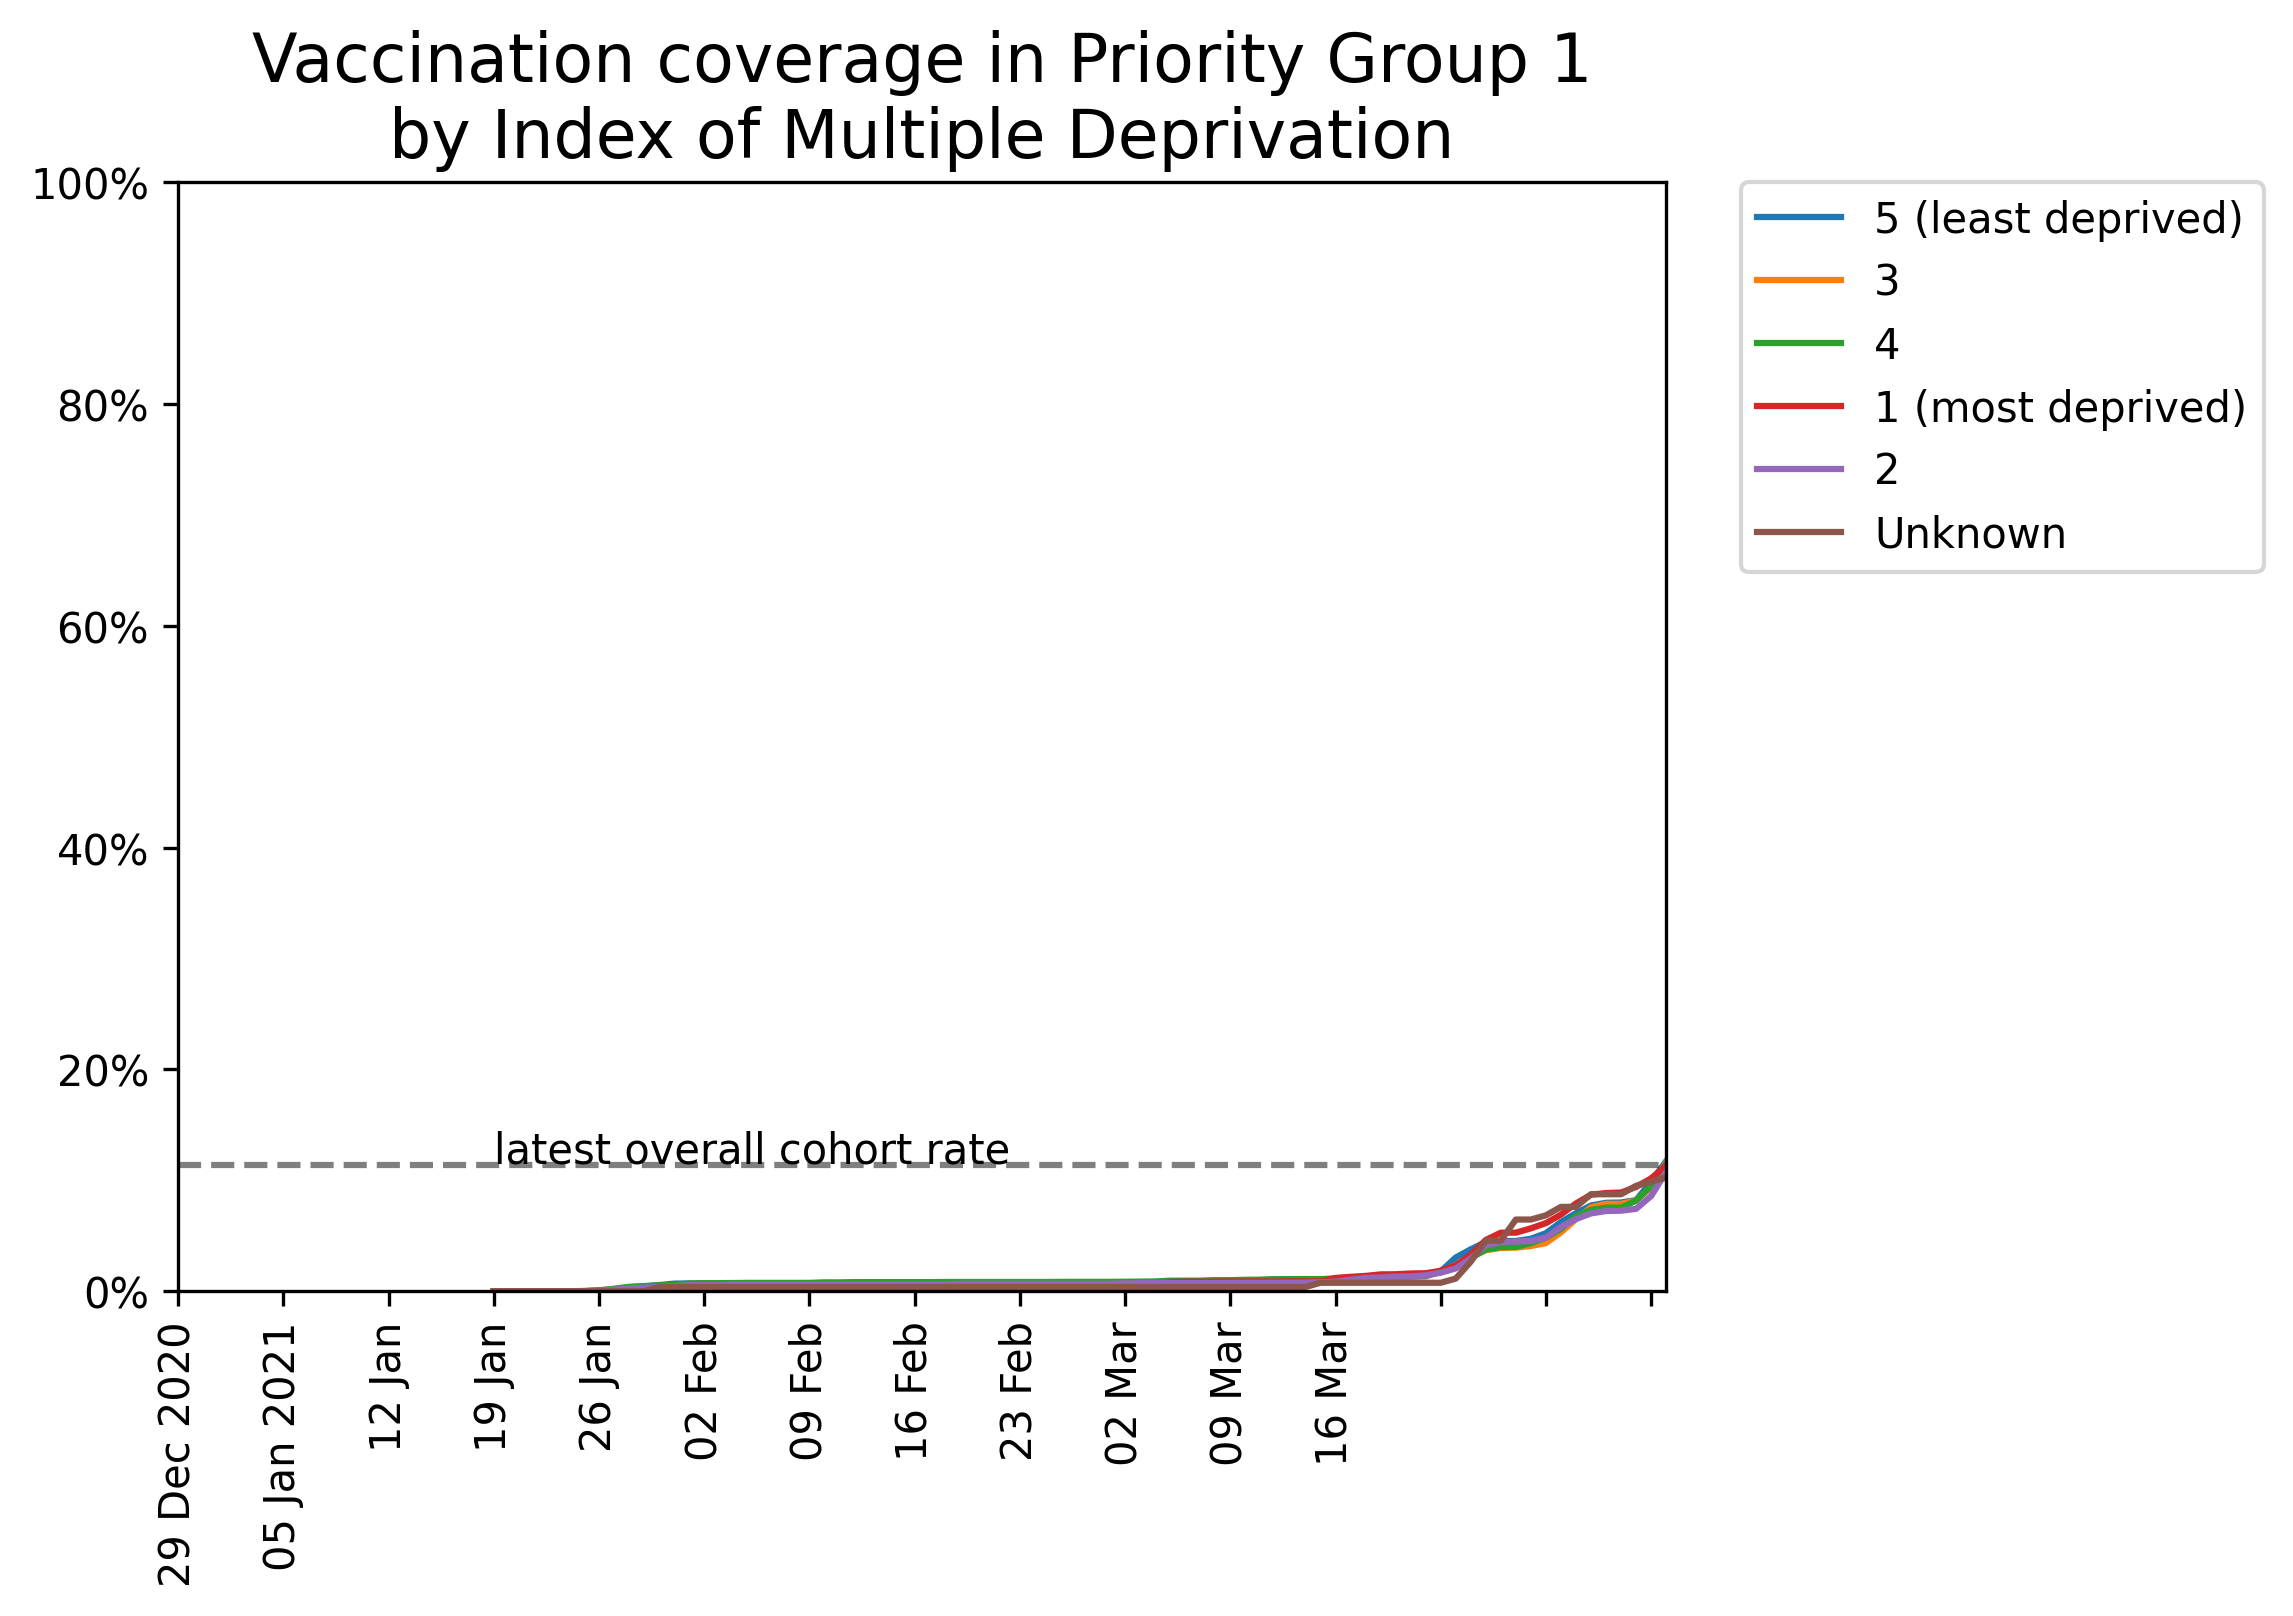 Vaccination coverage in Priority Group 1
by Index of Multiple Deprivation
100%
80%
60%
40%
20%
0%
latest overall cohort rate
29 Dec 2020
05 Jan 2021
12 Jan
19 Jan
26 Jan
02 Feb
09 Feb
16 Feb
23 Feb
02 Mar
09 Mar
16 Mar
5 (least deprived)
3
4
1 (most deprived)
2
Unknown